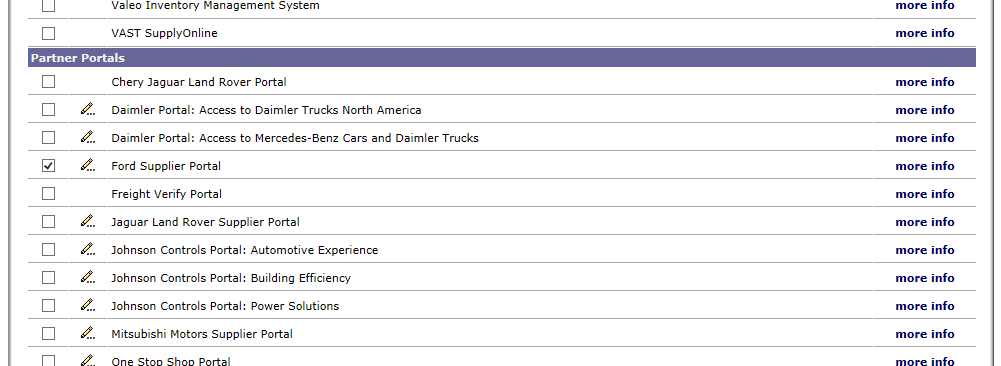 Valeo Inventory Management System more info
VAST SupplyOnline more info
Partner Portals
Chery Jaguar Land Rover Portal more info
Daimler Portal: Access to Daimler Trucks North America more info
Daimler Portal: Access to Mercedes-Benz Cars and Daimler Trucks more info
Ford Supplier Portal more info
Freight Verify Portal more info
Jaguar Land Rover Supplier Portal more info
Johnson Controls Portal: Automotive Experience more info
Johnson Controls Portal: Building Efficiency more info
Johnson Controls Portal: Power Solutions more info
Mitsubishi Motors Supplier Portal more info
One Stop Shop Portal more info